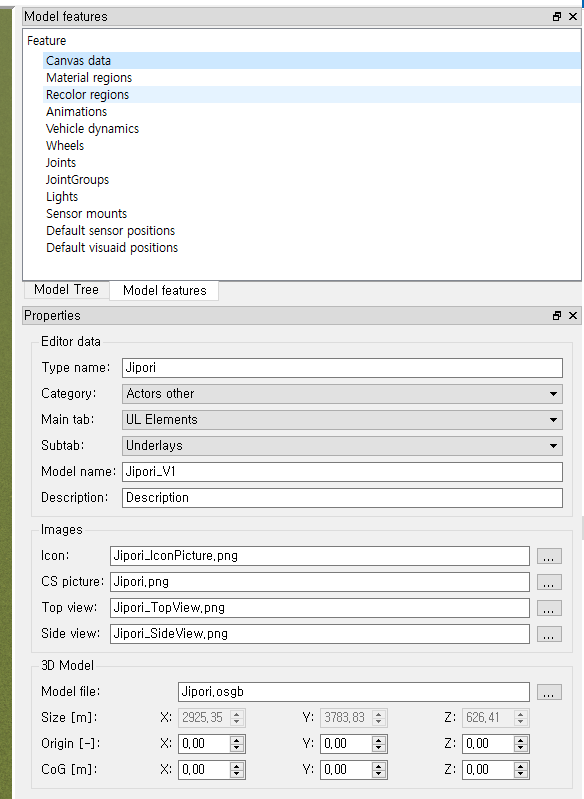 Model features
Feature
Canvas data
Material regions
Recolor regions
Animations
Vehicle dynamics
Wheels
Joints
JointGroups
Lights
Sensor mounts
Default sensor positions
Default visuaid positions
Model Tree Model features
Properties
Editor data
Type name: Jipori
Category: Actors other
Main tab: UL Elements
Subtab: Underlays
Model name: Jipori_V1
Description: Description
Images
Icon: Jipori_IconPicture.png ...
CS picture: Jipori.png ...
Top view: Jipori_TopView.png ...
Side view: Jipori_SideView.png ...
3D Model
Model file: Jipori.osgb ...
Size [m]: X: 2925.35 Y: 3783.83 Z: 626.41
Origin [-]: X: 0.00 Y: 0.00 Z: 0.00
CoG [m]: X: 0.00 Y: 0.00 Z: 0.00